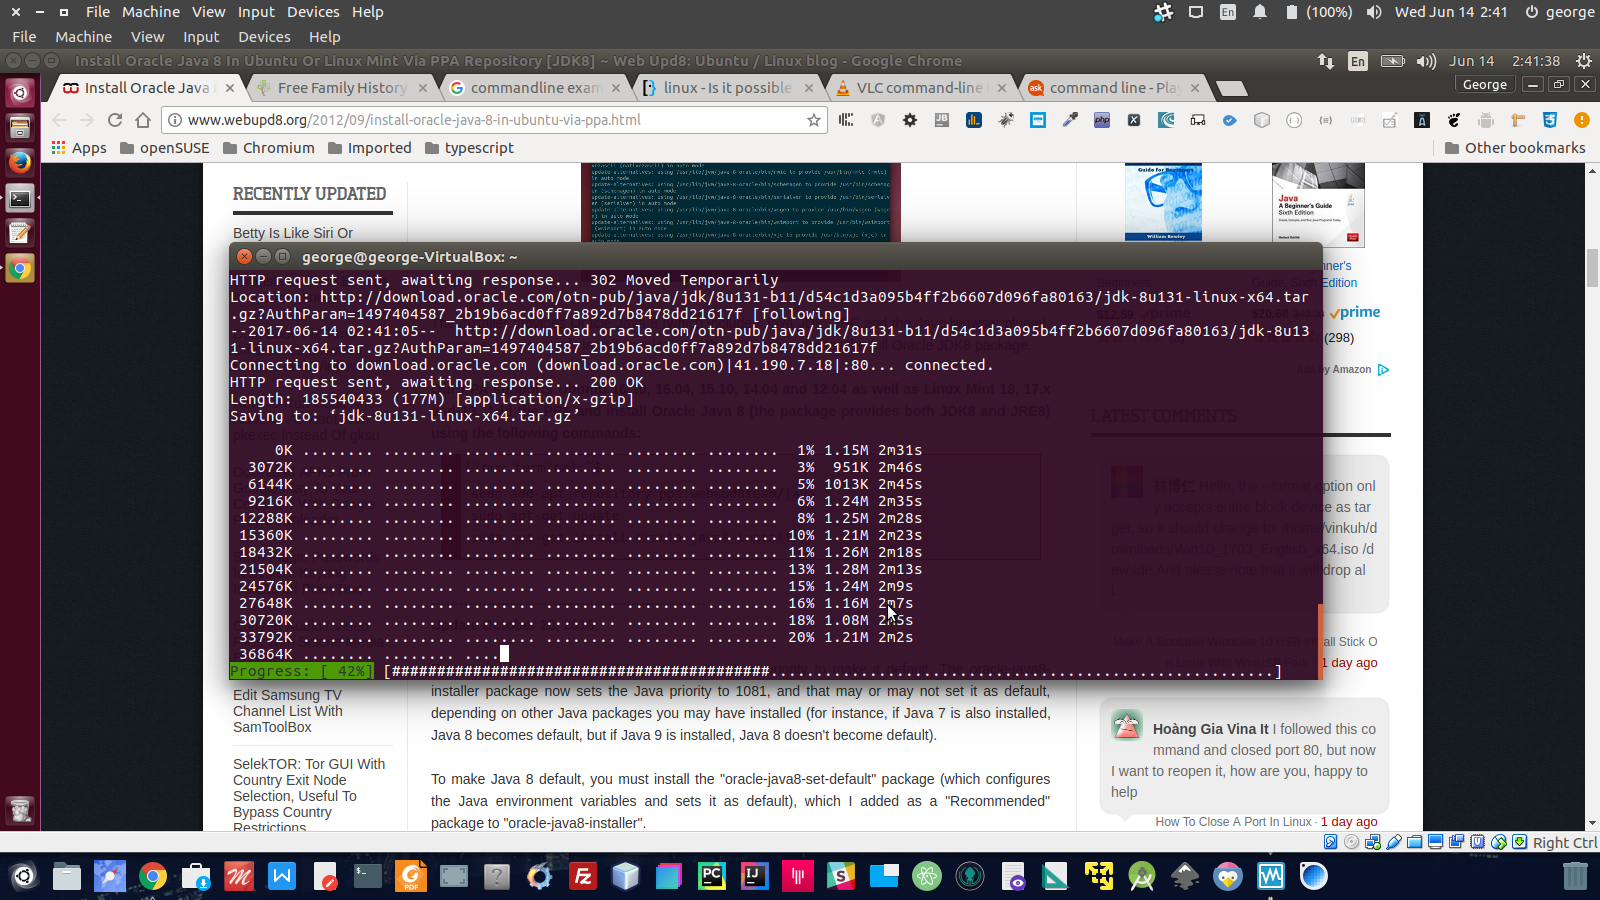 File Machine View Input Devices Help
En (100%) Wed Jun 14 2:41 george
File Machine View Input Devices Help
Install Oracle Java 8 In Ubuntu Or Linux Mint Via PPA Repository [JDK8] ~ Web Upd8: Ubuntu / Linux blog - Google Chrome
En Jun 14 2:41:38
Install Oracle Java
Free Family History
commandline exam
linux - Is it possible
VLC command-line
command line - Play
George
www.webupd8.org/2012/09/install-oracle-java-8-in-ubuntu-via-ppa.html
Apps openSUSE Chromium Imported typescript Other bookmarks
RECENTLY UPDATED
Betty Is Like Siri Or
george@george-VirtualBox: ~
HTTP request sent, awaiting response... 302 Moved Temporarily
Location: http://download.oracle.com/otn-pub/java/jdk/8u131-b11/d54c1d3a095b4ff2b6607d096fa80163/jdk-8u131-linux-x64.tar
.gz?AuthParam=1497404587_2b19b6acd0ff7a892d7b8478dd21617f [following]
--2017-06-14 02:41:05--  http://download.oracle.com/otn-pub/java/jdk/8u131-b11/d54c1d3a095b4ff2b6607d096fa80163/jdk-8u13
1-linux-x64.tar.gz?AuthParam=1497404587_2b19b6acd0ff7a892d7b8478dd21617f
Connecting to download.oracle.com (download.oracle.com)|41.190.7.18|:80... connected.
HTTP request sent, awaiting response... 200 OK
Length: 185540433 (177M) [application/x-gzip]
Saving to: ‘jdk-8u131-linux-x64.tar.gz’
0K ........ ........ ........ ........ ........ ........ 1% 1.15M 2m31s
3072K ........ ........ ........ ........ ........ ........ 3% 951K 2m46s
6144K ........ ........ ........ ........ ........ ........ 5% 1013K 2m45s
9216K ........ ........ ........ ........ ........ ........ 6% 1.24M 2m35s
12288K ........ ........ ........ ........ ........ ........ 8% 1.25M 2m28s
15360K ........ ........ ........ ........ ........ ........ 10% 1.21M 2m23s
18432K ........ ........ ........ ........ ........ ........ 11% 1.26M 2m18s
21504K ........ ........ ........ ........ ........ ........ 13% 1.28M 2m13s
24576K ........ ........ ........ ........ ........ ........ 15% 1.24M 2m9s
27648K ........ ........ ........ ........ ........ ........ 16% 1.16M 2m7s
30720K ........ ........ ........ ........ ........ ........ 18% 1.08M 2m5s
33792K ........ ........ ........ ........ ........ ........ 20% 1.21M 2m2s
36864K ........ ........ ....
Progress: [ 42%] [##########################################........................................................]
Edit Samsung TV
Channel List With
SamToolBox
SelekTOR: Tor GUI With
Country Exit Node
Selection, Useful To
Bypass Country
Restrictions
installer package now sets the Java priority to 1081, and that may or may not set it as default,
depending on other Java packages you may have installed (for instance, if Java 7 is also installed,
Java 8 becomes default, but if Java 9 is installed, Java 8 doesn't become default).
To make Java 8 default, you must install the "oracle-java8-set-default" package (which configures
the Java environment variables and sets it as default), which I added as a "Recommended"
package to "oracle-java8-installer".
Guide for Beginners
William Rowley
Java
A Beginner's Guide
Sixth Edition
prime
(298)
Ads by Amazon
LATEST COMMENTS
1 day ago
Hoàng Gia Vina It I followed this co
mmand and closed port 80, but now
I want to reopen it, how are you, happy to
help
How To Close A Port In Linux · 1 day ago
Right Ctrl